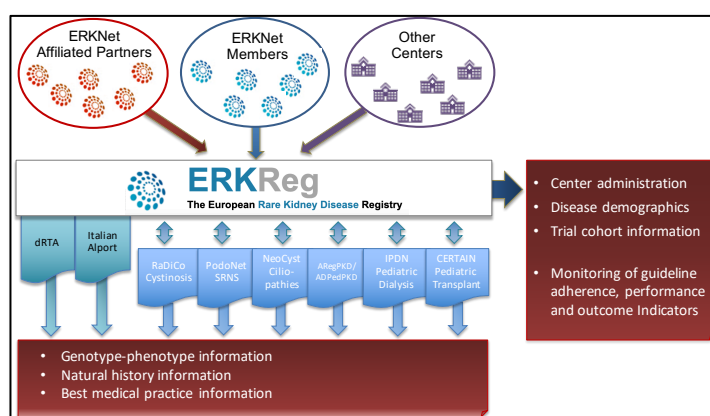 ERKNet
Affiliated Partners
ERKNet
Members
Other
Centers
ERKReg
The European Rare Kidney Disease Registry
dRTA
Italian
Alport
RaDiCo
Cystinosis
PodoNet
SRNS
NeoCyst
Cilio-
pathies
ARegPKD/
ADPedPKD
IPDN
Pediatric
Dialysis
CERTAIN
Pediatric
Transplant
• Center administration
• Disease demographics
• Trial cohort information
• Monitoring of guideline
adherence, performance
and outcome Indicators
• Genotype-phenotype information
• Natural history information
• Best medical practice information